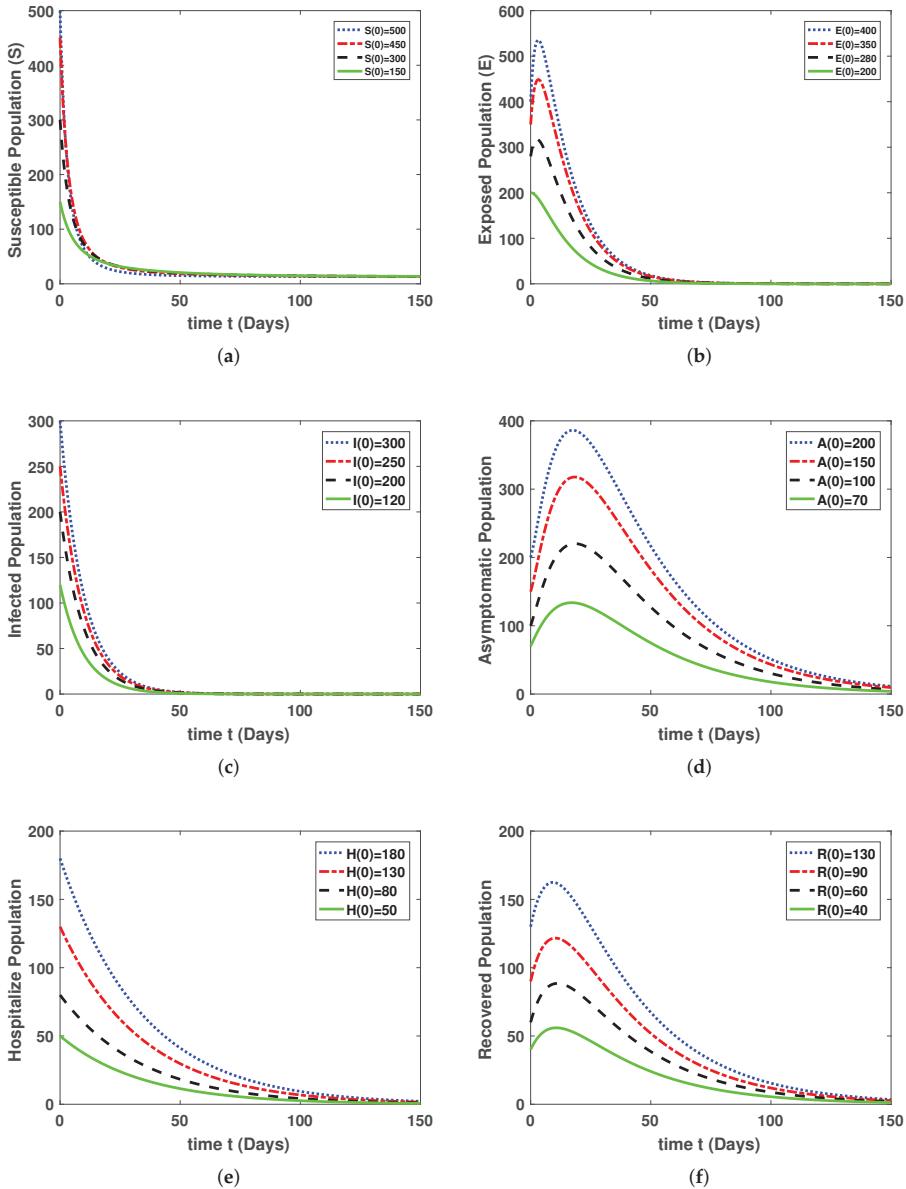 500
450
400
300
200
100
0
0
50
100
150
Susceptible Population (S)
time t (Days)
S(0)=500
S(0)=450
S(0)=300
S(0)=150
(a)
600
500
400
300
200
100
0
0
50
100
150
Exposed Population (E)
time t (Days)
E(0)=400
E(0)=350
E(0)=280
E(0)=200
(b)
300
250
200
150
100
50
0
0
50
100
150
Infected Population
time t (Days)
I(0)=300
I(0)=250
I(0)=200
I(0)=120
(c)
400
300
200
100
0
0
50
100
150
Asymptomatic Population
time t (Days)
A(0)=200
A(0)=150
A(0)=100
A(0)=70
(d)
200
150
100
50
0
0
50
100
150
Hospitalize Population
time t (Days)
H(0)=180
H(0)=130
H(0)=80
H(0)=50
(e)
200
150
100
50
0
0
50
100
150
Recovered Population
time t (Days)
R(0)=130
R(0)=90
R(0)=60
R(0)=40
(f)